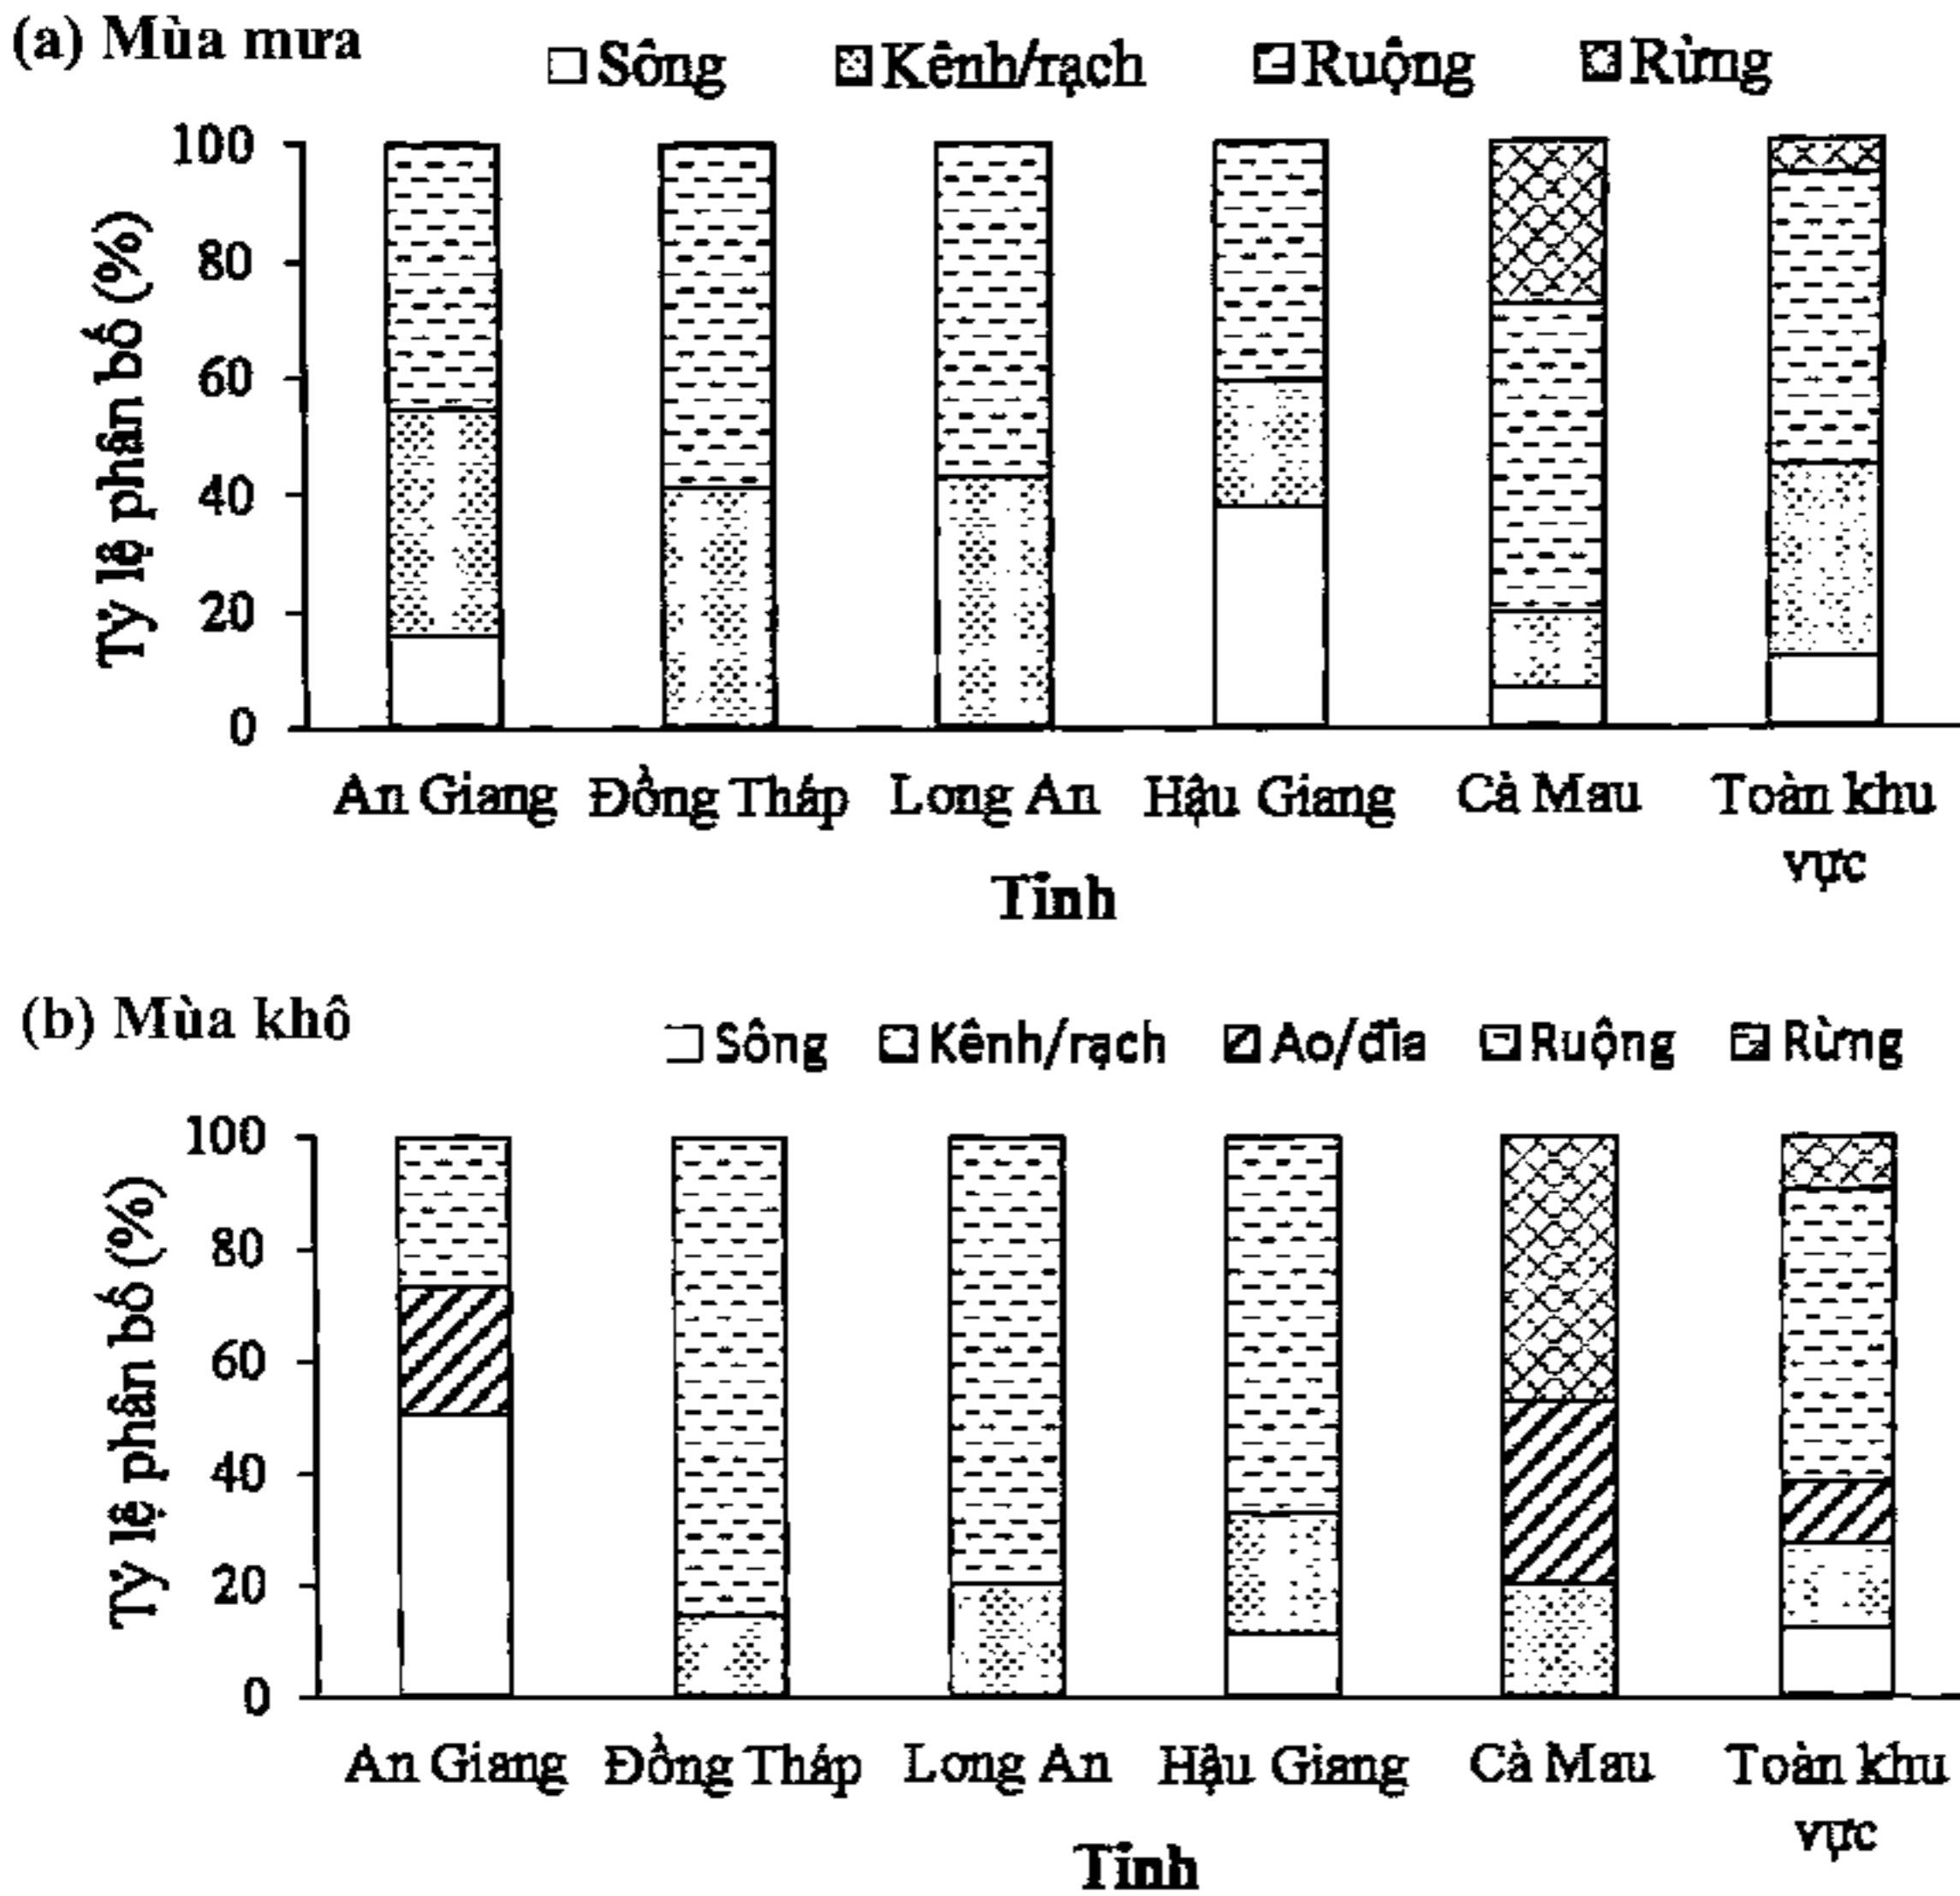 (a) Mùa mưa
Sông Kênh/rạch Ruộng Rừng
Tỷ lệ phân bố (%)
100
80
60
40
20
0
An Giang Đồng Tháp Long An Hậu Giang Cà Mau Toàn khu vực
Tỉnh
(b) Mùa khô
Sông Kênh/rạch Ao/đìa Ruộng Rừng
Tỷ lệ phân bố (%)
100
80
60
40
20
0
An Giang Đồng Tháp Long An Hậu Giang Cà Mau Toàn khu vực
Tỉnh